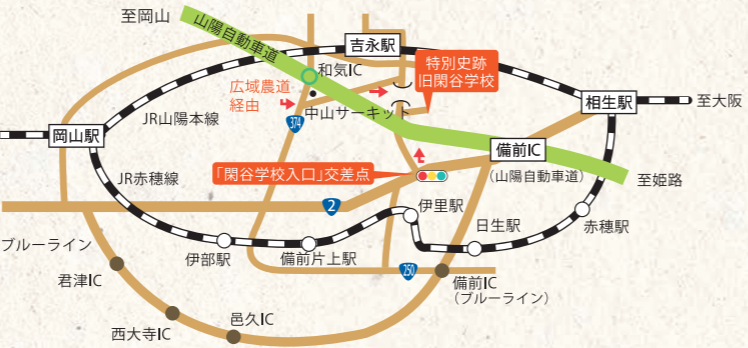 至岡山
山陽自動車道
吉永駅
和気IC
特別史跡
旧閑谷学校
広域農道
経由
中山サーキット
相生駅
至大阪
374
JR山陽本線
岡山駅
備前IC
(山陽自動車道)
「閑谷学校入口」交差点
JR赤穂線
至姫路
2
伊里駅
赤穂駅
日生駅
ブルーライン
伊部駅
備前片上駅
250
君津IC
備前IC
(ブルーライン)
西大寺IC
邑久IC